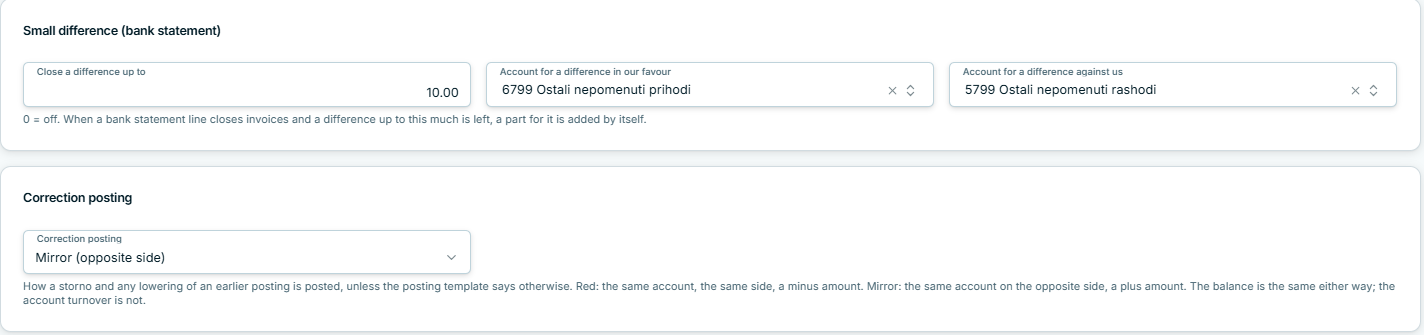 Small difference (bank statement)
Close a difference up to
10.00
Account for a difference in our favour
6799 Ostali nepomenuti prihodi
Account for a difference against us
5799 Ostali nepomenuti rashodi
0 = off. When a bank statement line closes invoices and a difference up to this much is left, a part for it is added by itself.
Correction posting
Correction posting
Mirror (opposite side)
How a storno and any lowering of an earlier posting is posted, unless the posting template says otherwise. Red: the same account, the same side, a minus amount. Mirror: the same account on the opposite side, a plus amount. The balance is the same either way; the
account turnover is not.